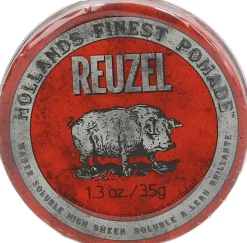 HOLLANDS FINEST POMADE
REUZEL
1.3 oz./35g
WATER SOLUBLE HIGH SHEEN SOLUBLE À L'EAU BRILLANTE